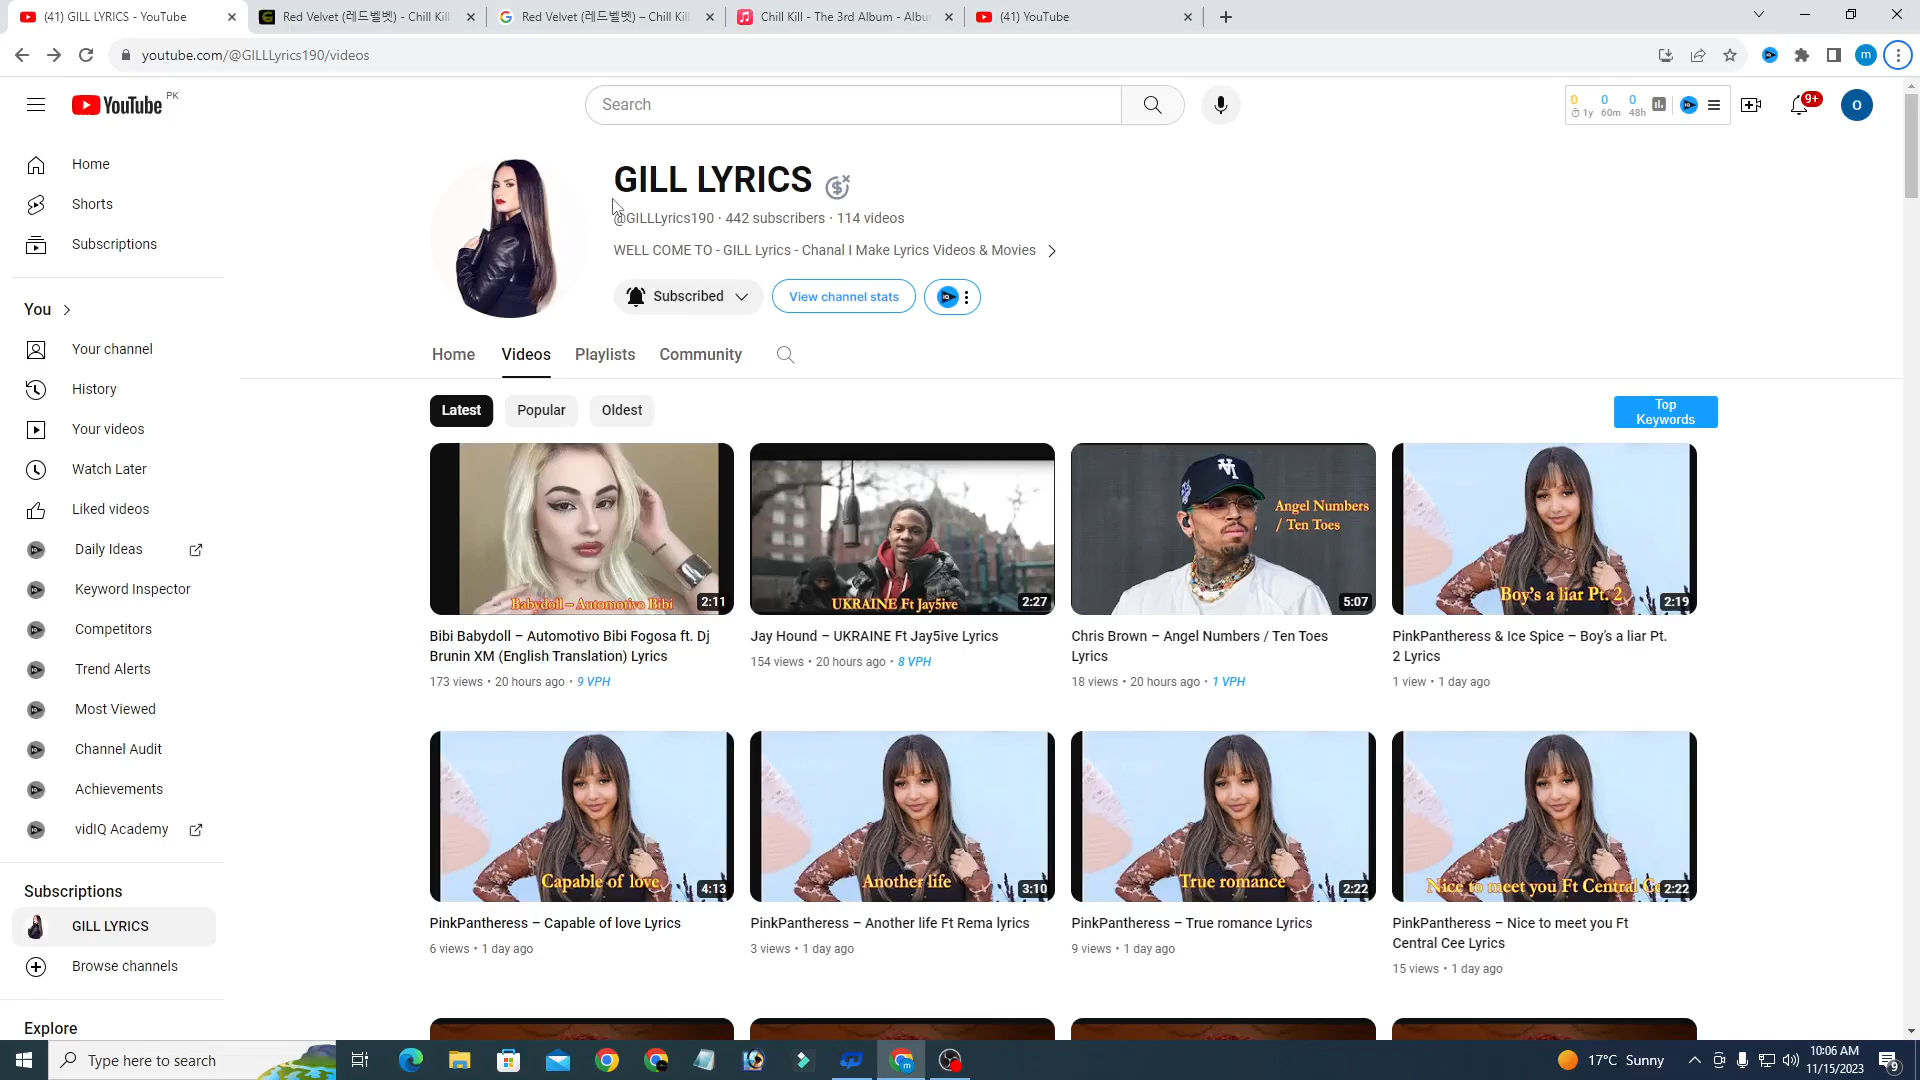 (41) GILL LYRICS - YouTube
Red Velvet (레드벨벳) - Chill Kill
Red Velvet (레드벨벳) – Chill Kill
Chill Kill - The 3rd Album - Albu
(41) YouTube
youtube.com/@GILLLyrics190/videos
m
YouTube PK
Search
0 0 0
1y 60m 48h
9+
O
Home
Shorts
Subscriptions
You
Your channel
History
Your videos
Watch Later
Liked videos
Daily Ideas
Keyword Inspector
Competitors
Trend Alerts
Most Viewed
Channel Audit
Achievements
vidIQ Academy
Subscriptions
GILL LYRICS
Browse channels
Explore
GILL LYRICS
@GILLLyrics190 · 442 subscribers · 114 videos
WELL COME TO - GILL Lyrics - Chanal I Make Lyrics Videos & Movies
Subscribed
View channel stats
Home Videos Playlists Community
Latest Popular Oldest
Top
Keywords
Babydoll – Automotivo Bibi
2:11
UKRAINE Ft Jay5ive
2:27
Angel Numbers
/ Ten Toes
5:07
Boy's a liar Pt. 2
2:19
Bibi Babydoll – Automotivo Bibi Fogosa ft. Dj
Brunin XM (English Translation) Lyrics
173 views • 20 hours ago • 9 VPH
Jay Hound – UKRAINE Ft Jay5ive Lyrics
154 views • 20 hours ago • 8 VPH
Chris Brown – Angel Numbers / Ten Toes
Lyrics
18 views • 20 hours ago • 1 VPH
PinkPantheress & Ice Spice – Boy's a liar Pt.
2 Lyrics
1 view • 1 day ago
Capable of love
4:13
Another life
3:10
True romance
2:22
Nice to meet you Ft Central Ce
2:22
PinkPantheress – Capable of love Lyrics
6 views • 1 day ago
PinkPantheress – Another life Ft Rema lyrics
3 views • 1 day ago
PinkPantheress – True romance Lyrics
9 views • 1 day ago
PinkPantheress – Nice to meet you Ft
Central Cee Lyrics
15 views • 1 day ago
Type here to search
17°C Sunny
10:06 AM
11/15/2023
9